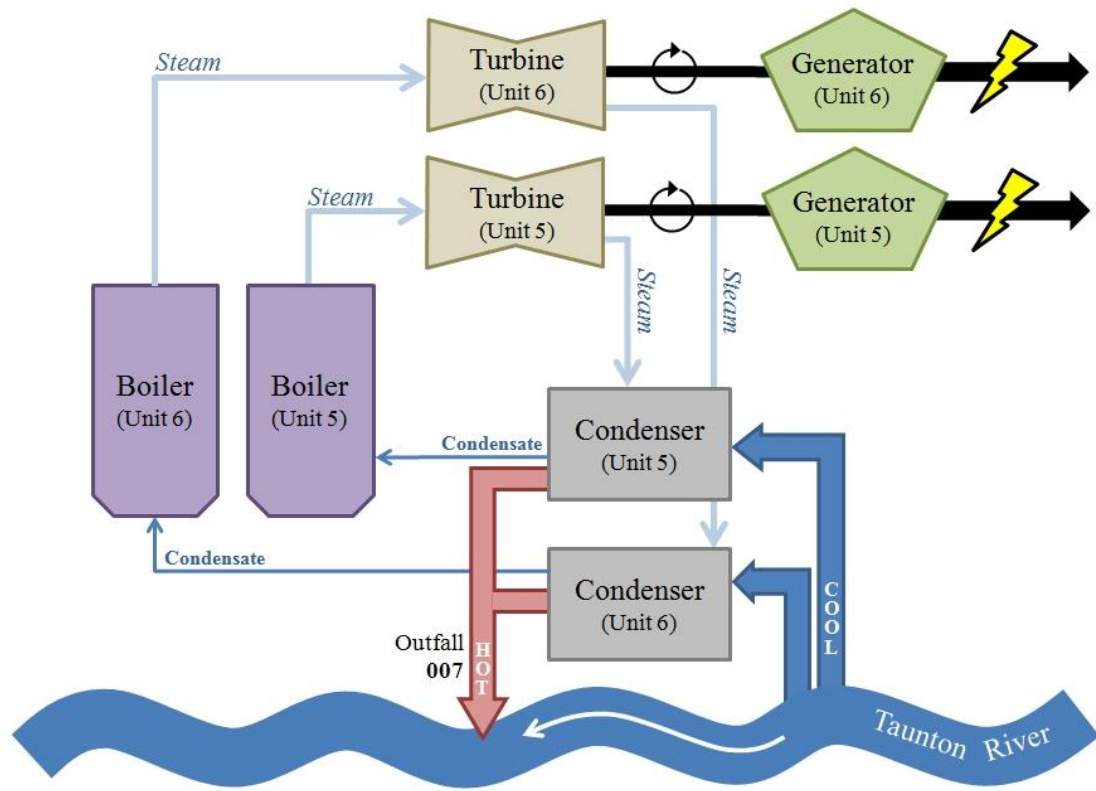 Steam
Turbine
(Unit 6)
Generator
(Unit 6)
Steam
Turbine
(Unit 5)
Generator
(Unit 5)
Steam
Steam
Boiler
(Unit 6)
Boiler
(Unit 5)
Condensate
Condenser
(Unit 5)
Condensate
Condenser
(Unit 6)
COOL
Outfall
007
HOT
Taunton River